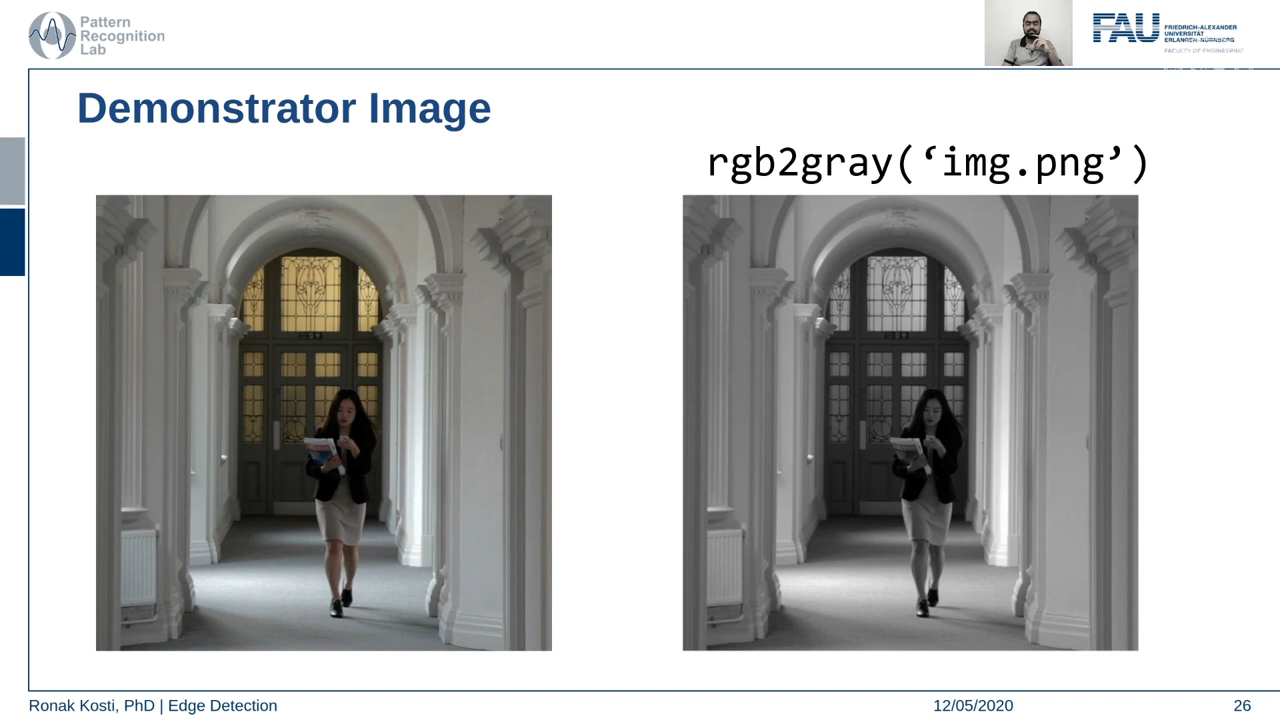 Pattern
Recognition
Lab
FAU
FRIEDRICH-ALEXANDER
UNIVERSITÄT
ERLANGEN-NÜRNBERG
FACULTY OF ENGINEERING
Demonstrator Image
rgb2gray(‘img.png’)
Ronak Kosti, PhD | Edge Detection
12/05/2020
26